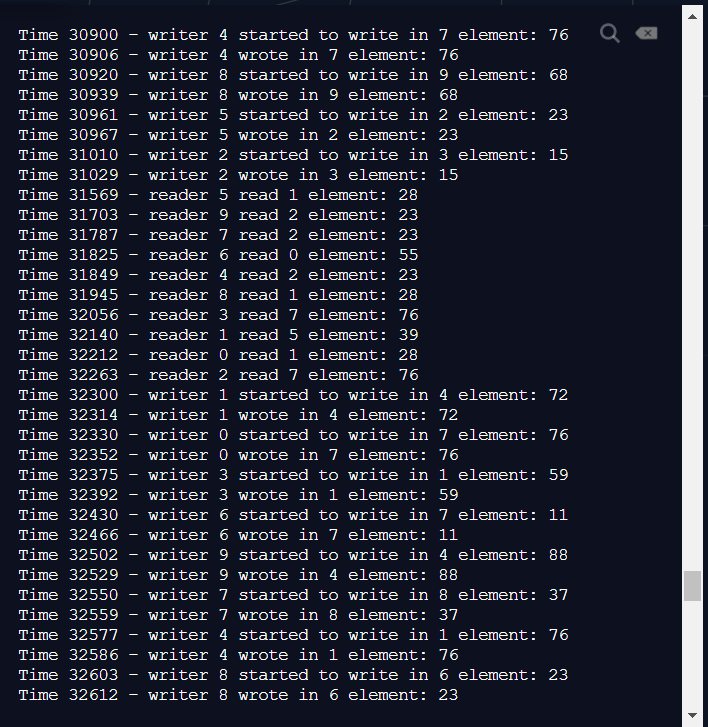 Time 30900 - writer 4 started to write in 7 element: 76
Time 30906 - writer 4 wrote in 7 element: 76
Time 30920 - writer 8 started to write in 9 element: 68
Time 30939 - writer 8 wrote in 9 element: 68
Time 30961 - writer 5 started to write in 2 element: 23
Time 30967 - writer 5 wrote in 2 element: 23
Time 31010 - writer 2 started to write in 3 element: 15
Time 31029 - writer 2 wrote in 3 element: 15
Time 31569 - reader 5 read 1 element: 28
Time 31703 - reader 9 read 2 element: 23
Time 31787 - reader 7 read 2 element: 23
Time 31825 - reader 6 read 0 element: 55
Time 31849 - reader 4 read 2 element: 23
Time 31945 - reader 8 read 1 element: 28
Time 32056 - reader 3 read 7 element: 76
Time 32140 - reader 1 read 5 element: 39
Time 32212 - reader 0 read 1 element: 28
Time 32263 - reader 2 read 7 element: 76
Time 32300 - writer 1 started to write in 4 element: 72
Time 32314 - writer 1 wrote in 4 element: 72
Time 32330 - writer 0 started to write in 7 element: 76
Time 32352 - writer 0 wrote in 7 element: 76
Time 32375 - writer 3 started to write in 1 element: 59
Time 32392 - writer 3 wrote in 1 element: 59
Time 32430 - writer 6 started to write in 7 element: 11
Time 32466 - writer 6 wrote in 7 element: 11
Time 32502 - writer 9 started to write in 4 element: 88
Time 32529 - writer 9 wrote in 4 element: 88
Time 32550 - writer 7 started to write in 8 element: 37
Time 32559 - writer 7 wrote in 8 element: 37
Time 32577 - writer 4 started to write in 1 element: 76
Time 32586 - writer 4 wrote in 1 element: 76
Time 32603 - writer 8 started to write in 6 element: 23
Time 32612 - writer 8 wrote in 6 element: 23